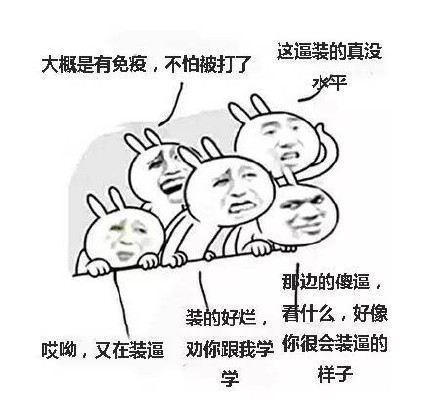 大概是有免疫，不怕被打了
这逼装的真没
水平
哎呦，又在装逼
装的好烂，
劝你跟我学
学
那边的傻逼，
看什么，好像
你很会装逼的
样子